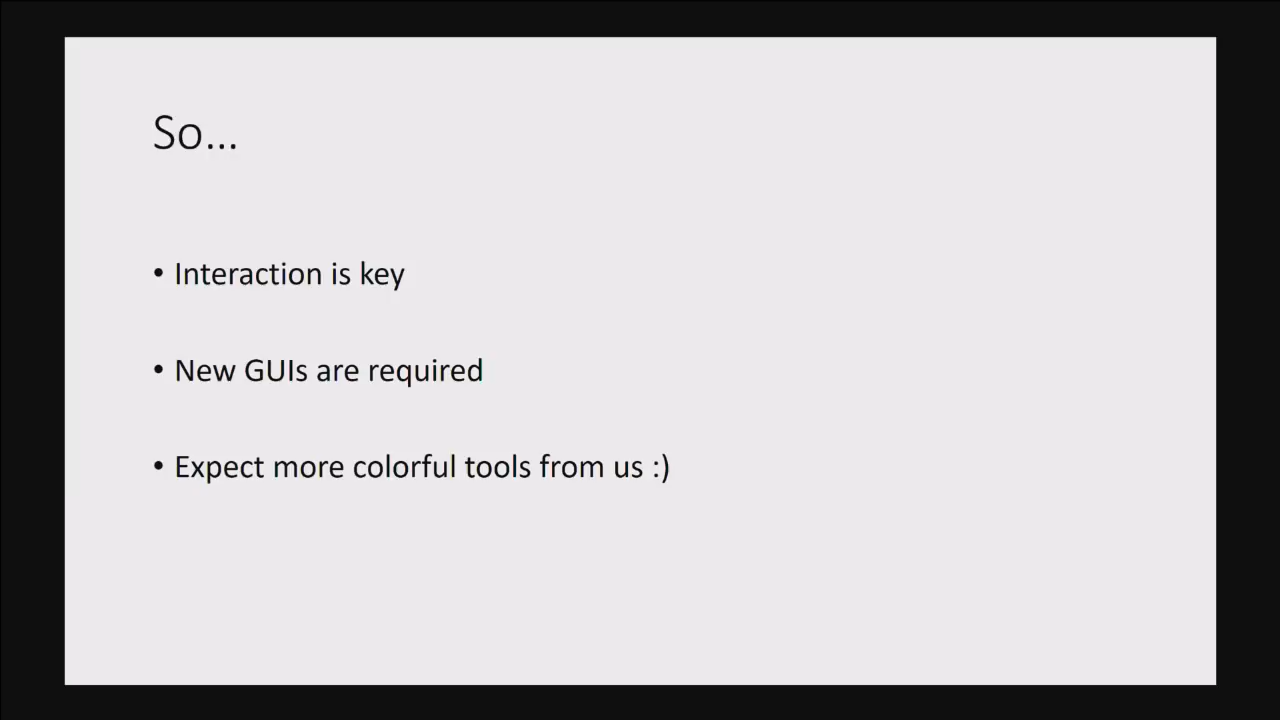 So...
• Interaction is key
• New GUIs are required
• Expect more colorful tools from us :)